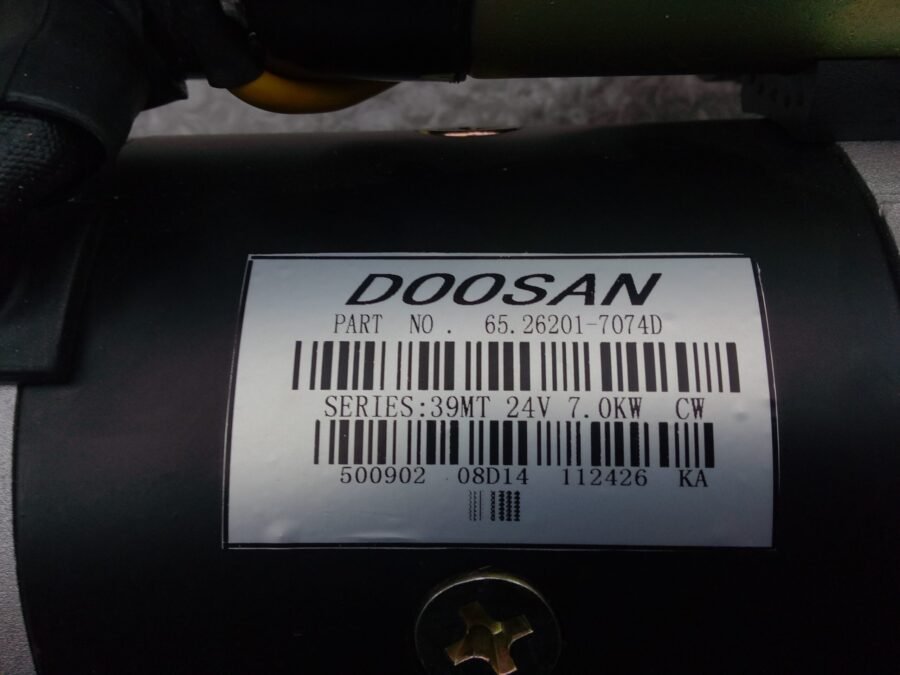 DOOSAN
PART NO. 65.26201-7074D
SERIES:39MT 24V 7.0KW CW
500902 08D14 112426 KA